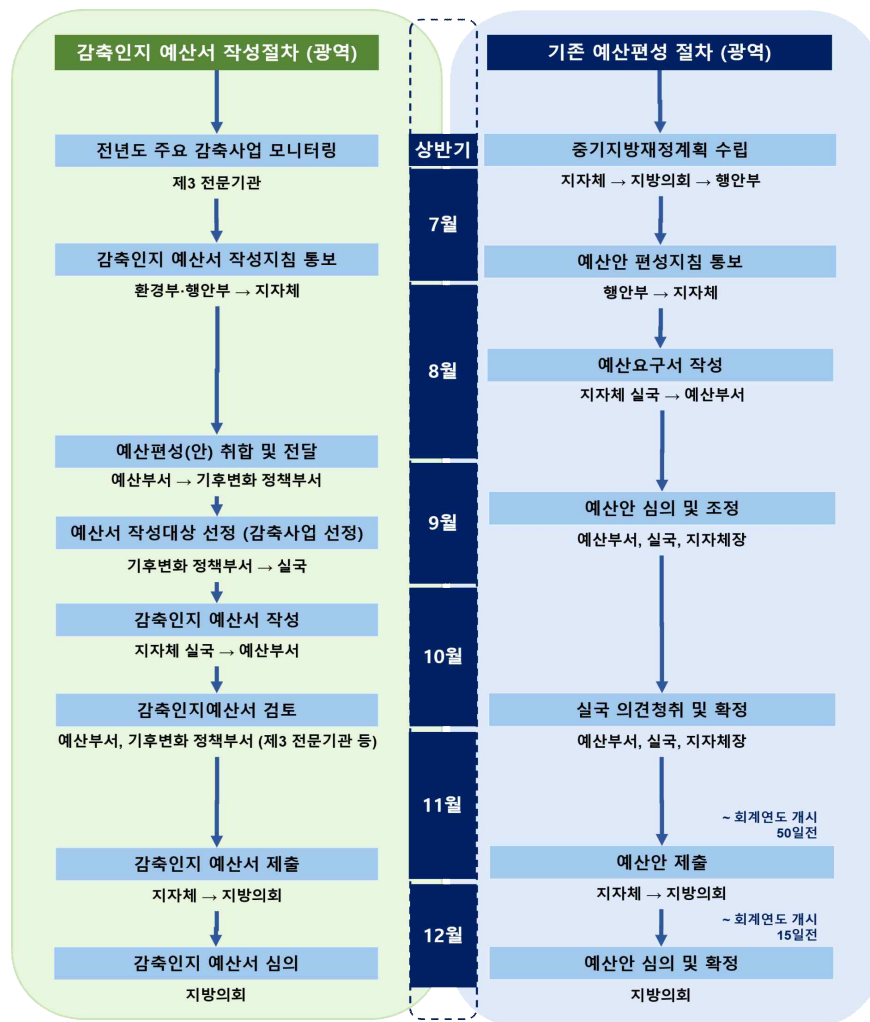 감축인지 예산서 작성절차 (광역)
전년도 주요 감축사업 모니터링
제3 전문기관
감축인지 예산서 작성지침 통보
환경부·행안부 → 지자체
예산편성(안) 취합 및 전달
예산부서 → 기후변화 정책부서
예산서 작성대상 선정 (감축사업 선정)
기후변화 정책부서 → 실국
감축인지 예산서 작성
지자체 실국 → 예산부서
감축인지예산서 검토
예산부서, 기후변화 정책부서 (제3 전문기관 등)
감축인지 예산서 제출
지자체 → 지방의회
감축인지 예산서 심의
지방의회
상반기
7월
8월
9월
10월
11월
12월
기존 예산편성 절차 (광역)
중기지방재정계획 수립
지자체 → 지방의회 → 행안부
예산안 편성지침 통보
행안부 → 지자체
예산요구서 작성
지자체 실국 → 예산부서
예산안 심의 및 조정
예산부서, 실국, 지자체장
실국 의견청취 및 확정
예산부서, 실국, 지자체장
~ 회계연도 개시
50일전
예산안 제출
지자체 → 지방의회
~ 회계연도 개시
15일전
예산안 심의 및 확정
지방의회